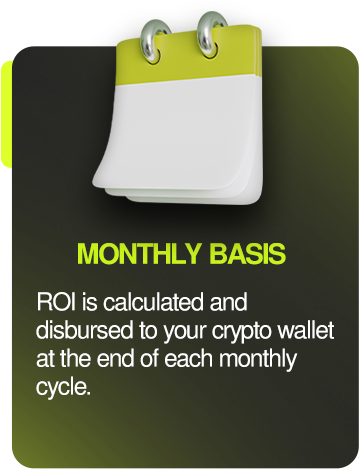 MONTHLY BASIS
ROI is calculated and
disbursed to your crypto wallet
at the end of each monthly
cycle.